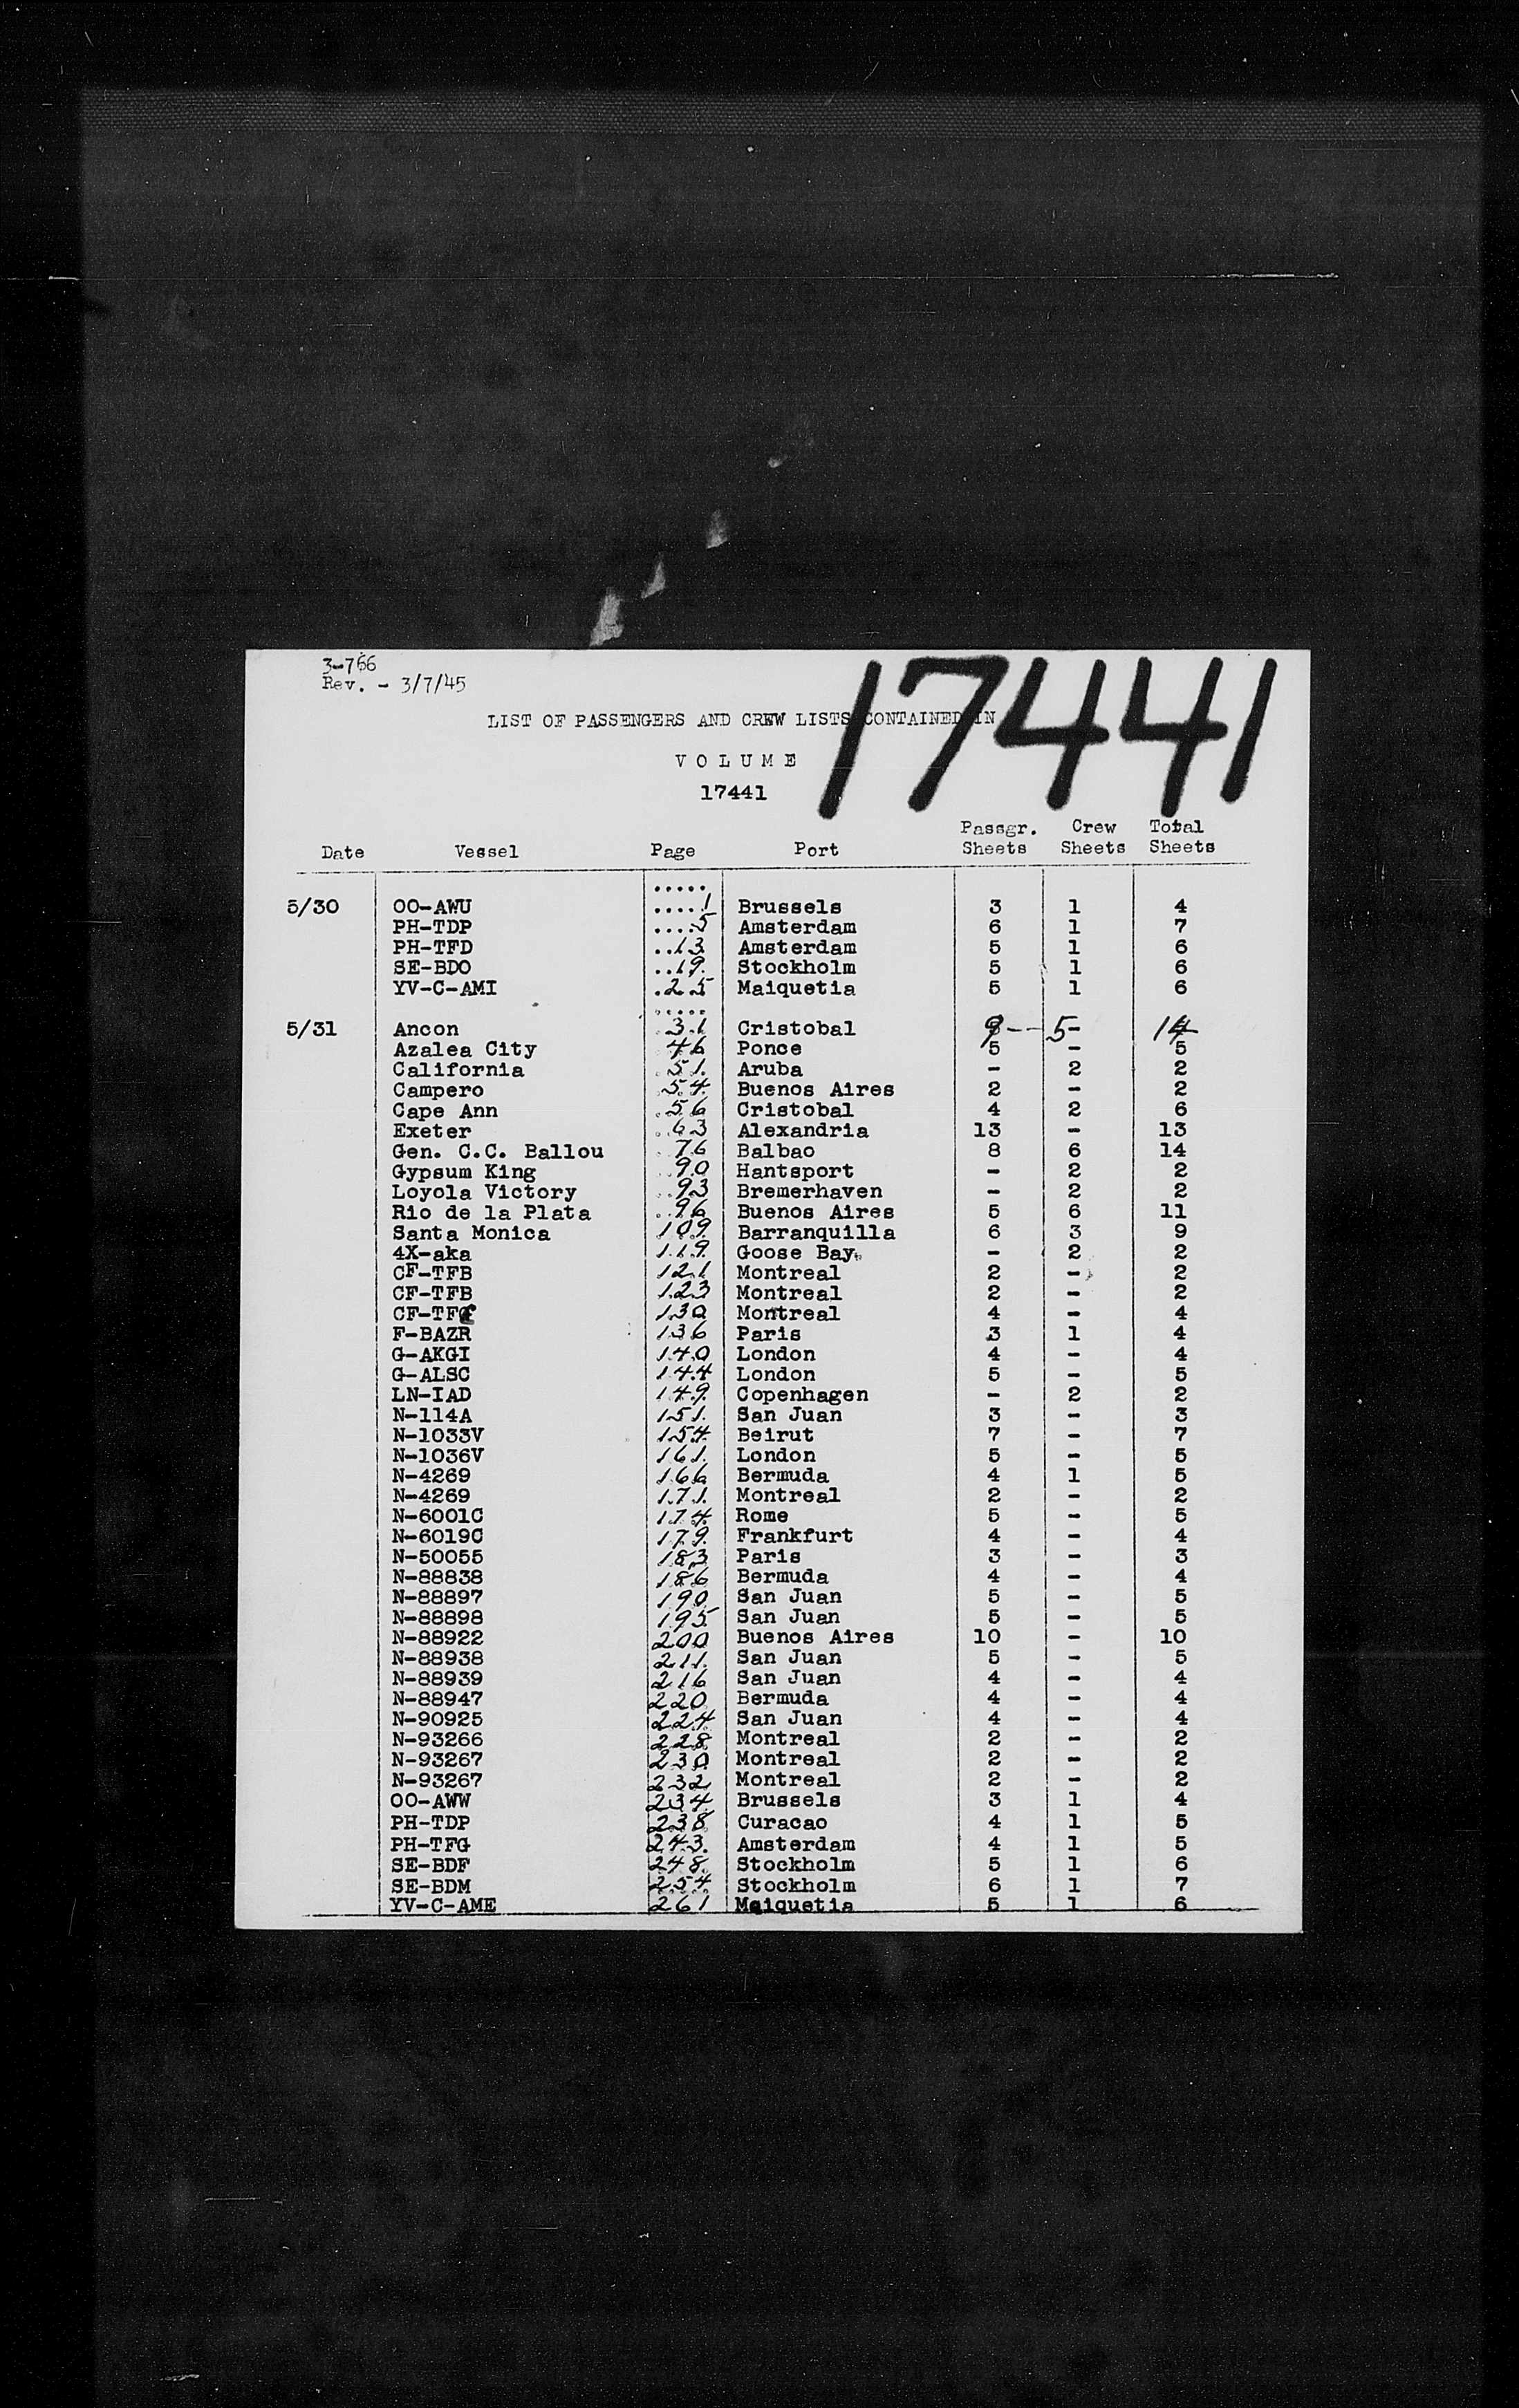 3-766
Rev. - 3/7/45
17441
LIST OF PASSENGERS AND CREW LISTS CONTAINED IN
VOLUME
17441
Date Vessel Page Port Passgr. Sheets Crew Sheets Total Sheets
5/30 OO-AWU 1 Brussels 3 1 4
PH-TDP 5 Amsterdam 6 1 7
PH-TFD 13 Amsterdam 5 1 6
SE-BDO 19 Stockholm 5 1 6
YV-C-AMI 25 Maiquetia 5 1 6
5/31 Ancon 31 Cristobal 9 -- 5- 14
Azalea City 46 Ponce 5 - 5
California 51 Aruba - 2 2
Campero 54 Buenos Aires 2 - 2
Cape Ann 56 Cristobal 4 2 6
Exeter 63 Alexandria 13 - 13
Gen. C.C. Ballou 76 Balbao 8 6 14
Gypsum King 90 Hantsport - 2 2
Loyola Victory 93 Bremerhaven - 2 2
Rio de la Plata 96 Buenos Aires 5 6 11
Santa Monica 109 Barranquilla 6 3 9
4X-aka 119 Goose Bay - 2 2
CF-TFB 121 Montreal 2 - 2
CF-TFB 123 Montreal 2 - 2
130 Montreal 4 - 4
F-BAZR 136 Paris 3 1 4
G-AKGI 140 London 4 - 4
G-ALSC 144 London 5 - 5
LN-IAD 149 Copenhagen - 2 2
N-114A 151 San Juan 3 - 3
N-1033V 154 Beirut 7 - 7
N-1036V 161 London 5 - 5
N-4269 166 Bermuda 4 1 5
N-4269 171 Montreal 2 - 2
N-6001C 174 Rome 5 - 5
N-6019C 179 Frankfurt 4 - 4
N-50055 183 Paris 3 - 3
N-88838 186 Bermuda 4 - 4
N-88897 190 San Juan 5 - 5
N-88898 195 San Juan 5 - 5
N-88922 200 Buenos Aires 10 - 10
N-88938 211 San Juan 5 - 5
N-88939 216 San Juan 4 - 4
N-88947 220 Bermuda 4 - 4
N-90925 224 San Juan 4 - 4
N-93266 228 Montreal 2 - 2
N-93267 230 Montreal 2 - 2
N-93267 232 Montreal 2 - 2
OO-AWW 234 Brussels 3 1 4
PH-TDP 238 Curacao 4 1 5
PH-TFG 243 Amsterdam 4 1 5
SE-BDF 248 Stockholm 5 1 6
SE-BDM 254 Stockholm 6 1 7
YV-C-AME 261 Maiquetia 5 1 6